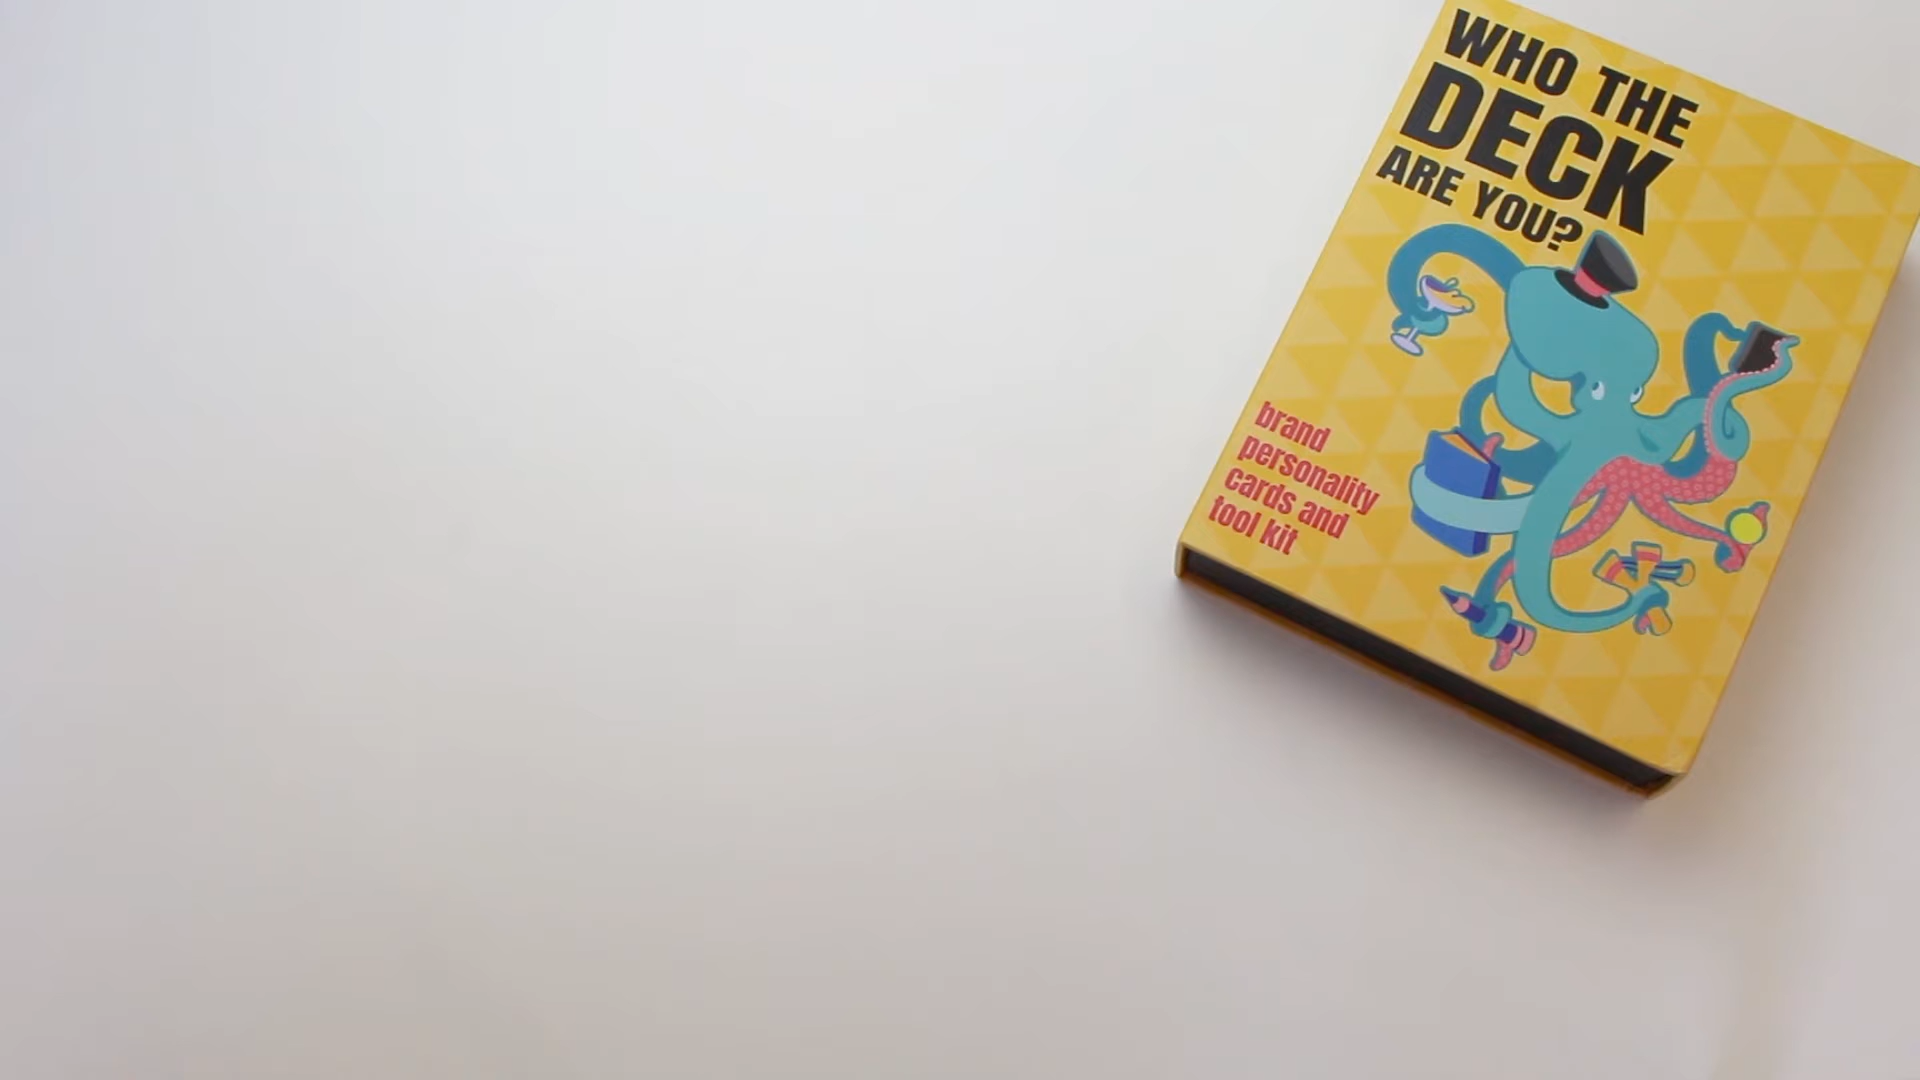 WHO THE
DECK
ARE YOU?
brand
personality
cards and
tool kit